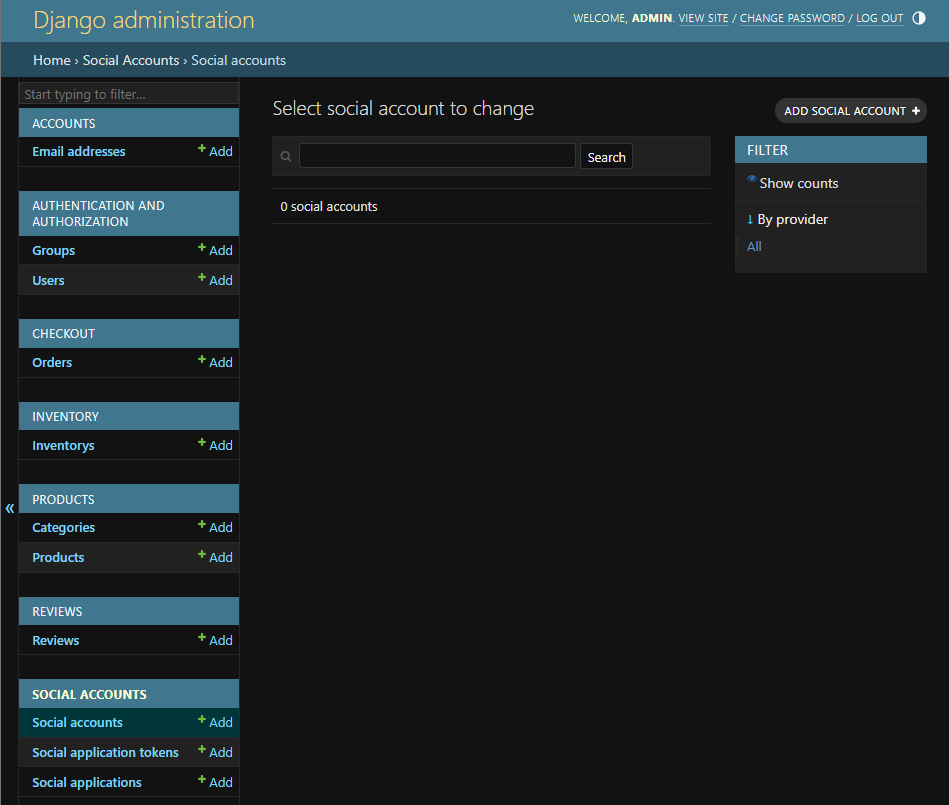 Django administration
WELCOME, ADMIN. VIEW SITE / CHANGE PASSWORD / LOG OUT
Home › Social Accounts › Social accounts
Start typing to filter...
ACCOUNTS
Email addresses + Add
AUTHENTICATION AND
AUTHORIZATION
Groups + Add
Users + Add
CHECKOUT
Orders + Add
INVENTORY
Inventorys + Add
«
PRODUCTS
Categories + Add
Products + Add
REVIEWS
Reviews + Add
SOCIAL ACCOUNTS
Social accounts + Add
Social application tokens + Add
Social applications + Add
Select social account to change
ADD SOCIAL ACCOUNT +
Search
0 social accounts
FILTER
Show counts
↓ By provider
All